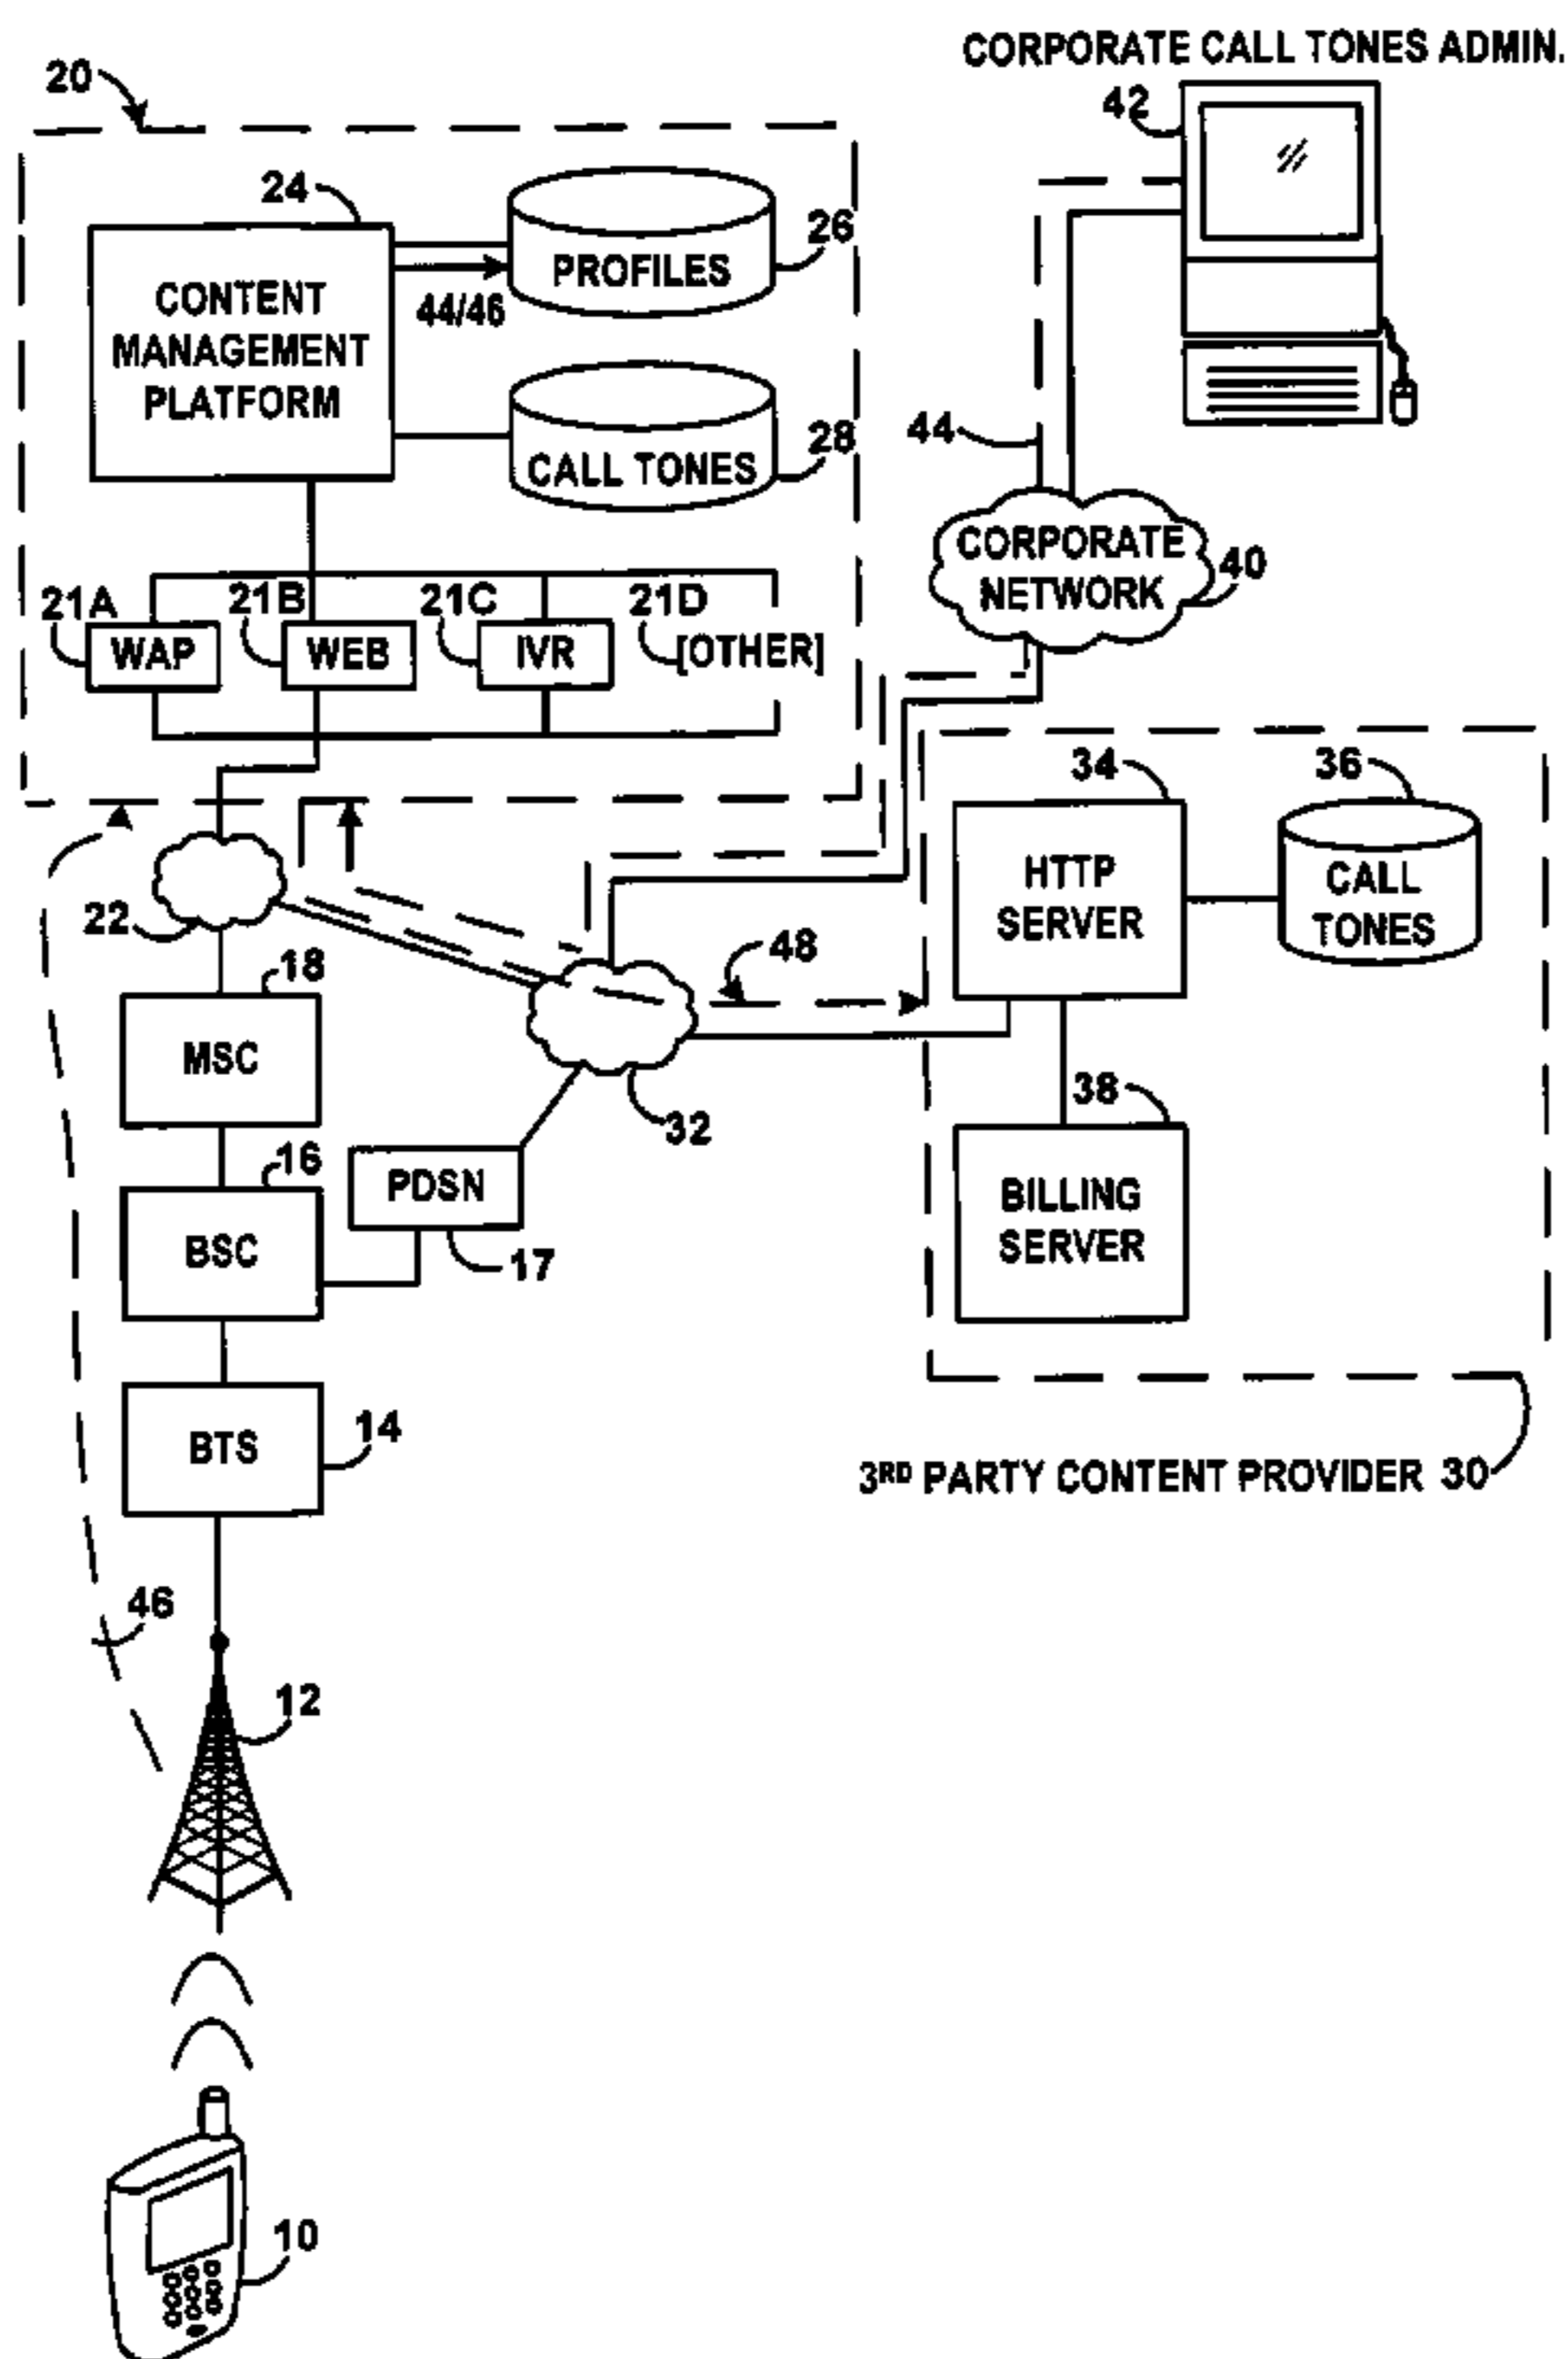 CORPORATE CALL TONES ADMIN.
20
42
24
26
PROFILES
CONTENT
MANAGEMENT
PLATFORM
44/46
28
CALL TONES
44
CORPORATE
NETWORK
40
21A
21B
21C
21D
WAP
WEB
IVR
[OTHER]
34
36
HTTP
SERVER
CALL
TONES
22
48
18
MSC
32
38
16
PDSN
BSC
17
BILLING
SERVER
14
BTS
3RD PARTY CONTENT PROVIDER 30
46
12
10